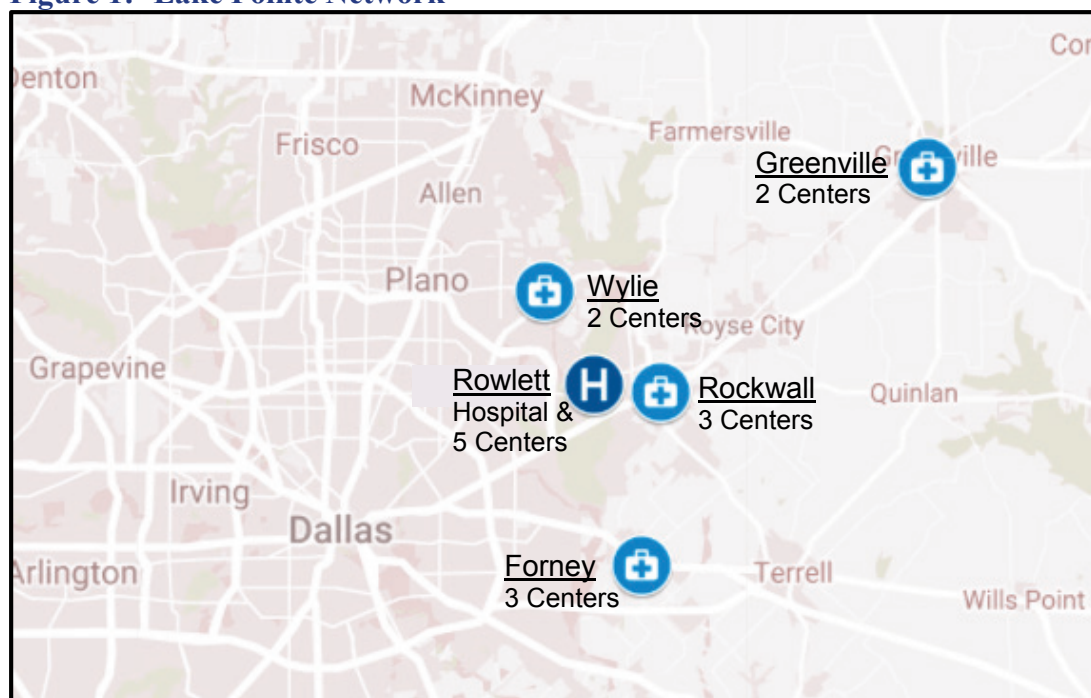 Figure 1: Lake Pointe Network
Denton
McKinney
Frisco
Farmersville
Greenville
2 Centers
Allen
Plano
Wylie
2 Centers
Royse City
Grapevine
Rowlett
Hospital &
5 Centers
H
Rockwall
3 Centers
Quinlan
Irving
Dallas
Forney
3 Centers
Arlington
Terrell
Wills Point